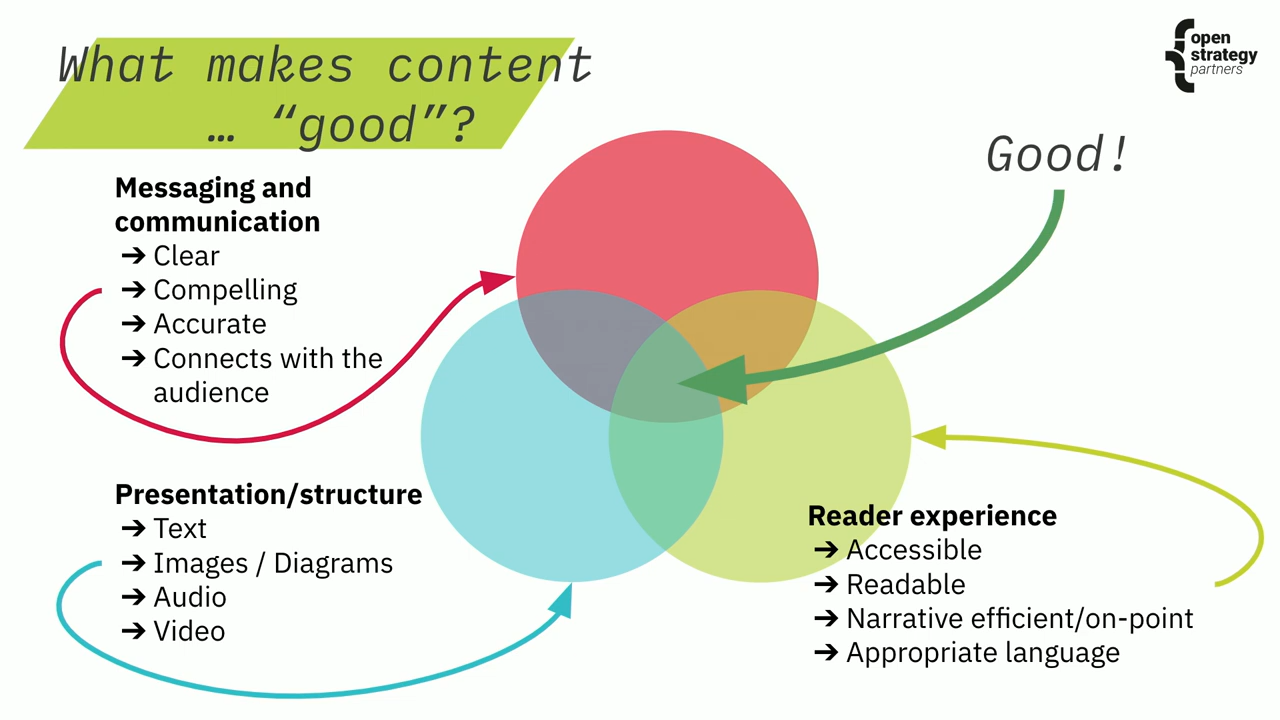 What makes content
… “good”?
open
strategy
partners
Good!
Messaging and
communication
➔ Clear
➔ Compelling
➔ Accurate
➔ Connects with the
audience
Presentation/structure
➔ Text
➔ Images / Diagrams
➔ Audio
➔ Video
Reader experience
➔ Accessible
➔ Readable
➔ Narrative efficient/on-point
➔ Appropriate language